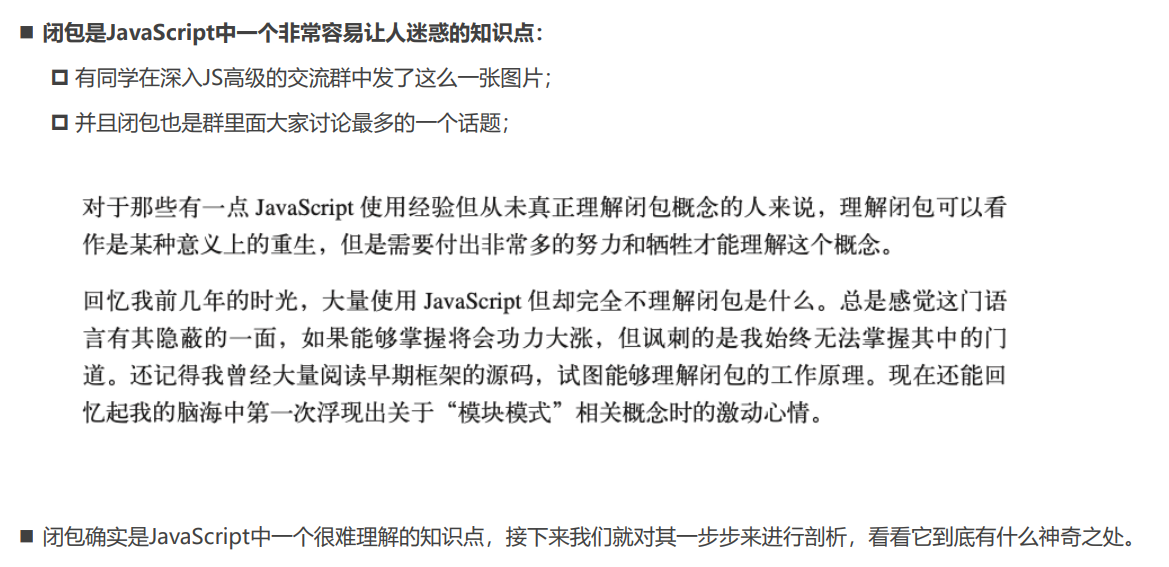 闭包是JavaScript中一个非常容易让人迷惑的知识点：
有同学在深入JS高级的交流群中发了这么一张图片；
并且闭包也是群里面大家讨论最多的一个话题；
对于那些有一点 JavaScript 使用经验但从未真正理解闭包概念的人来说，理解闭包可以看
作是某种意义上的重生，但是需要付出非常多的努力和牺牲才能理解这个概念。
回忆我前几年的时光，大量使用 JavaScript 但却完全不理解闭包是什么。总是感觉这门语
言有其隐蔽的一面，如果能够掌握将会功力大涨，但讽刺的是我始终无法掌握其中的门
道。还记得我曾经大量阅读早期框架的源码，试图能够理解闭包的工作原理。现在还能回
忆起我的脑海中第一次浮现出关于“模块模式”相关概念时的激动心情。
闭包确实是JavaScript中一个很难理解的知识点，接下来我们就对其一步步来进行剖析，看看它到底有什么神奇之处。